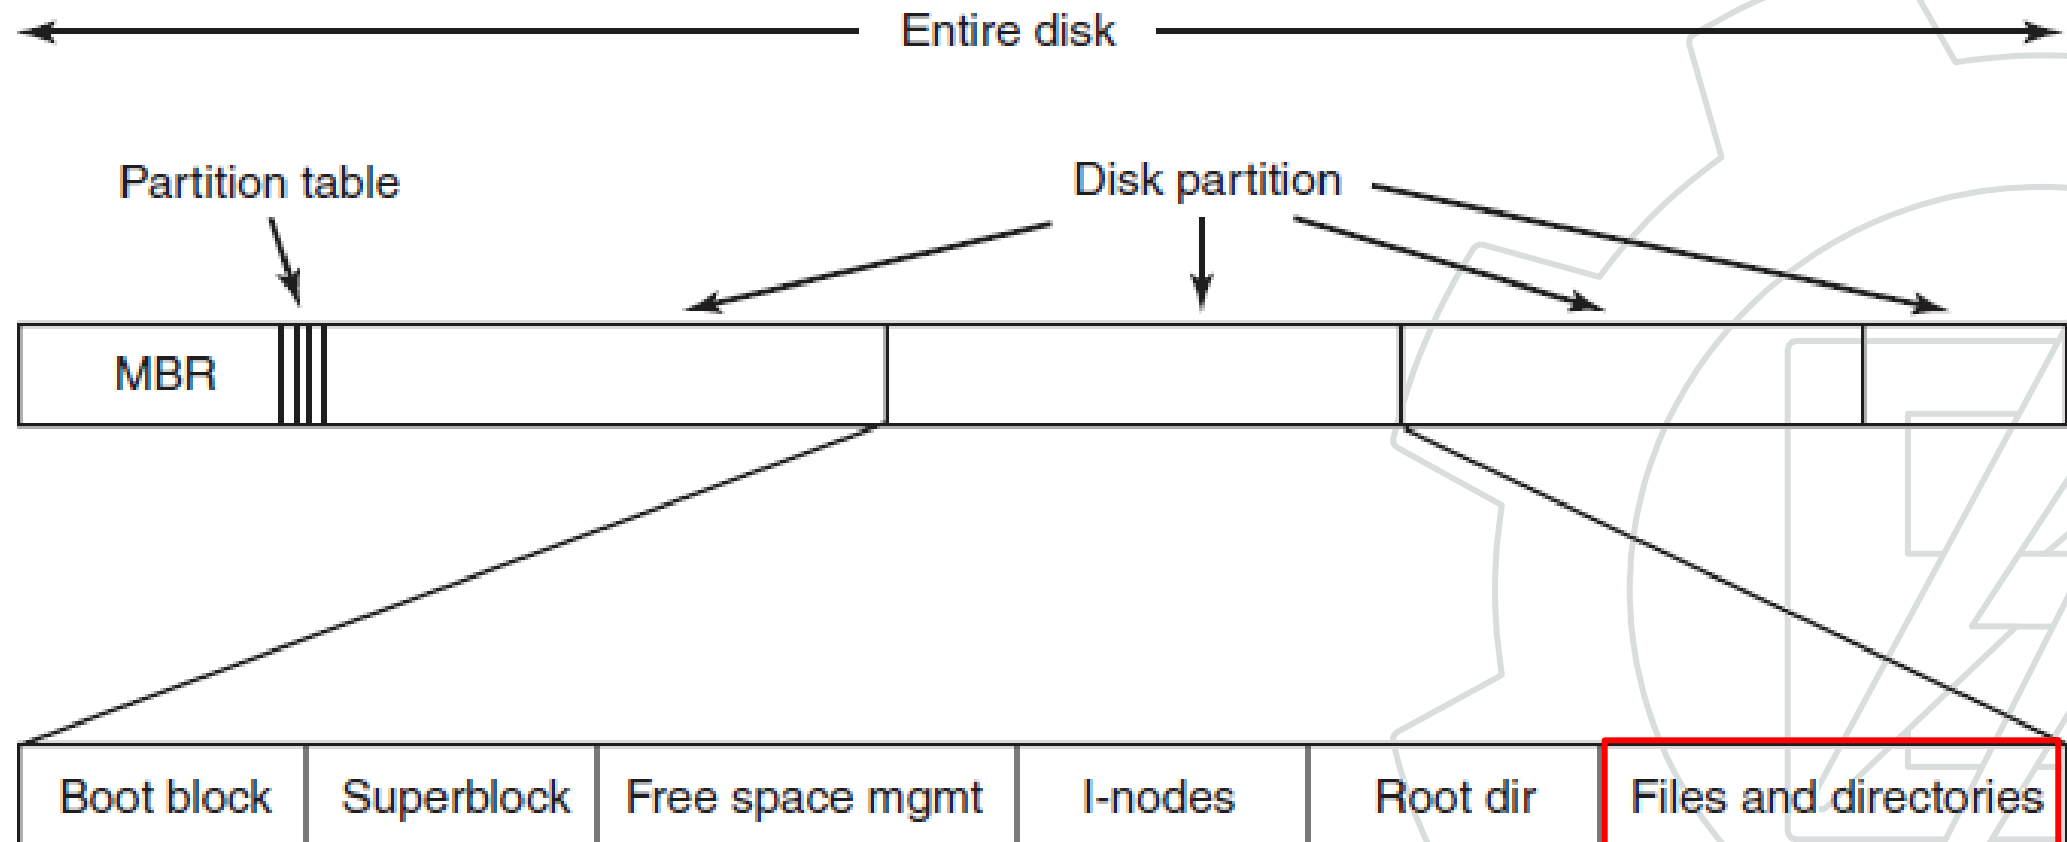 Entire disk
Partition table
Disk partition
MBR
Boot block
Superblock
Free space mgmt
I-nodes
Root dir
Files and directories